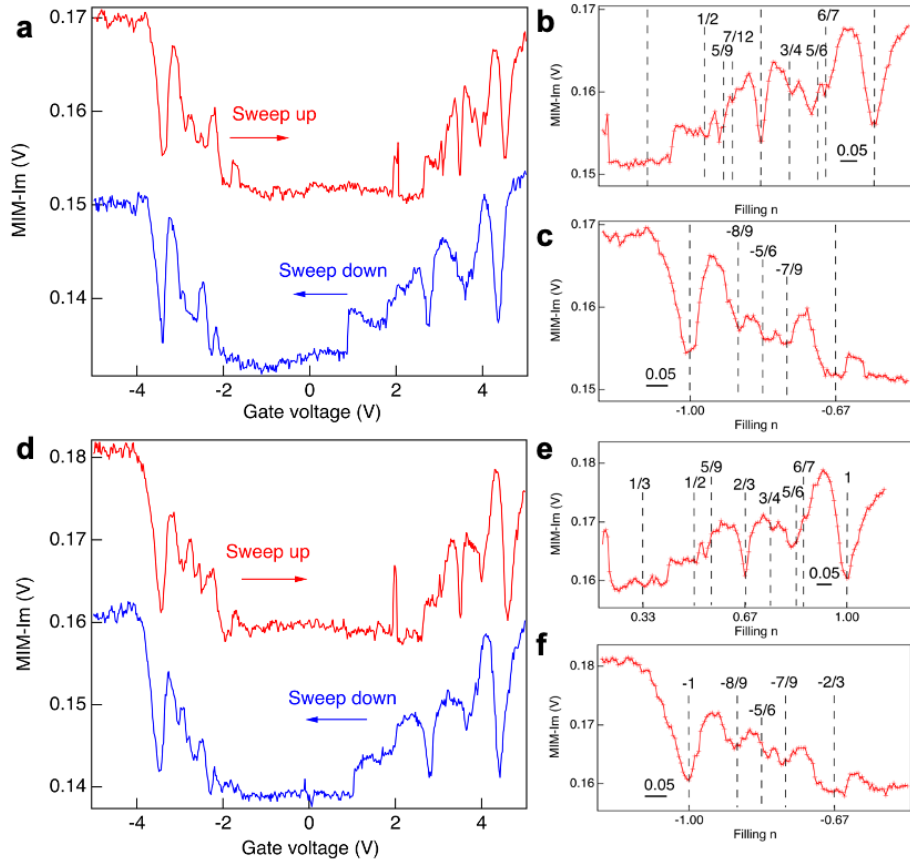 a
MIM-Im (V)
0.17
0.16
0.15
0.14
Sweep up
Sweep down
-4
-2
0
2
4
Gate voltage (V)
b
MIM-Im (V)
0.17
0.16
0.15
1/2
5/9
7/12
3/4
5/6
6/7
0.05
Filling n
c
MIM-Im (V)
0.17
0.16
0.15
-8/9
-5/6
-7/9
0.05
-1.00
-0.67
Filling n
d
MIM-Im (V)
0.18
0.17
0.16
0.15
0.14
Sweep up
Sweep down
-4
-2
0
2
4
Gate voltage (V)
e
MIM-Im (V)
0.18
0.17
0.16
1/3
1/2
5/9
2/3
3/4
5/6
6/7
1
0.05
0.33
0.67
1.00
Filling n
f
MIM-Im (V)
0.18
0.17
0.16
-1
-8/9
-5/6
-7/9
-2/3
0.05
-1.00
-0.67
Filling n